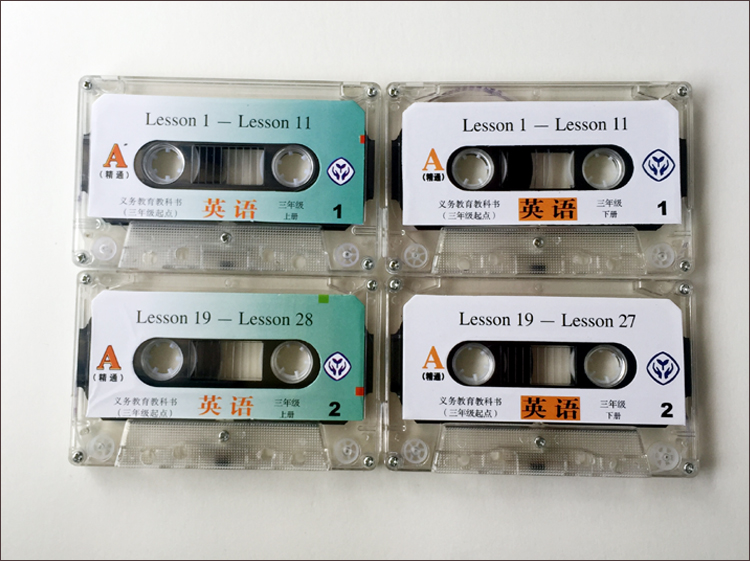 Lesson 1 — Lesson 11
A
(精通)
义务教育教科书
(三年级起点)
英语
三年级
上册
1
Lesson 1 — Lesson 11
A
(精通)
义务教育教科书
(三年级起点)
英语
三年级
下册
1
Lesson 19 — Lesson 28
A
(精通)
义务教育教科书
(三年级起点)
英语
三年级
上册
2
Lesson 19 — Lesson 27
A
(精通)
义务教育教科书
(三年级起点)
英语
三年级
下册
2